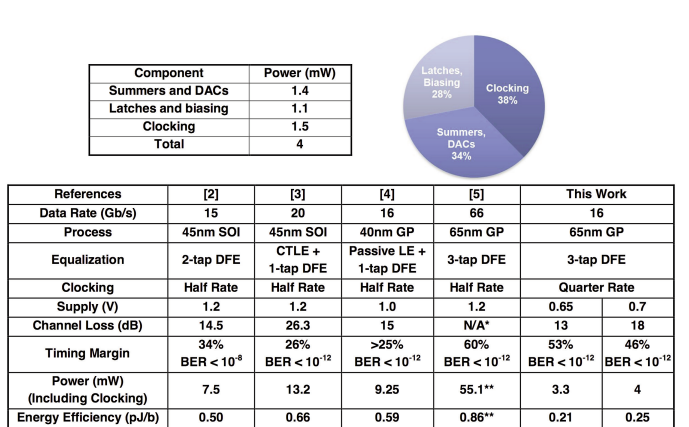 Component Power (mW)
Summers and DACs 1.4
Latches and biasing 1.1
Clocking 1.5
Total 4
Latches,
Biasing
28%
Clocking
38%
Summers,
DACs
34%
References [2] [3] [4] [5] This Work
Data Rate (Gb/s) 15 20 16 66 16
Process 45nm SOI 45nm SOI 40nm GP 65nm GP 65nm GP
Equalization 2-tap DFE CTLE + 1-tap DFE Passive LE + 1-tap DFE 3-tap DFE 3-tap DFE
Clocking Half Rate Half Rate Half Rate Half Rate Quarter Rate
Supply (V) 1.2 1.2 1.0 1.2 0.65 0.7
Channel Loss (dB) 14.5 26.3 15 N/A* 13 18
Timing Margin 34% 26% >25% 60% 53% 46%
BER < 10⁻⁸ BER < 10⁻¹² BER < 10⁻¹² BER < 10⁻¹² BER < 10⁻¹² BER < 10⁻¹²
Power (mW)
(Including Clocking) 7.5 13.2 9.25 55.1** 3.3 4
Energy Efficiency (pJ/b) 0.50 0.66 0.59 0.86** 0.21 0.25